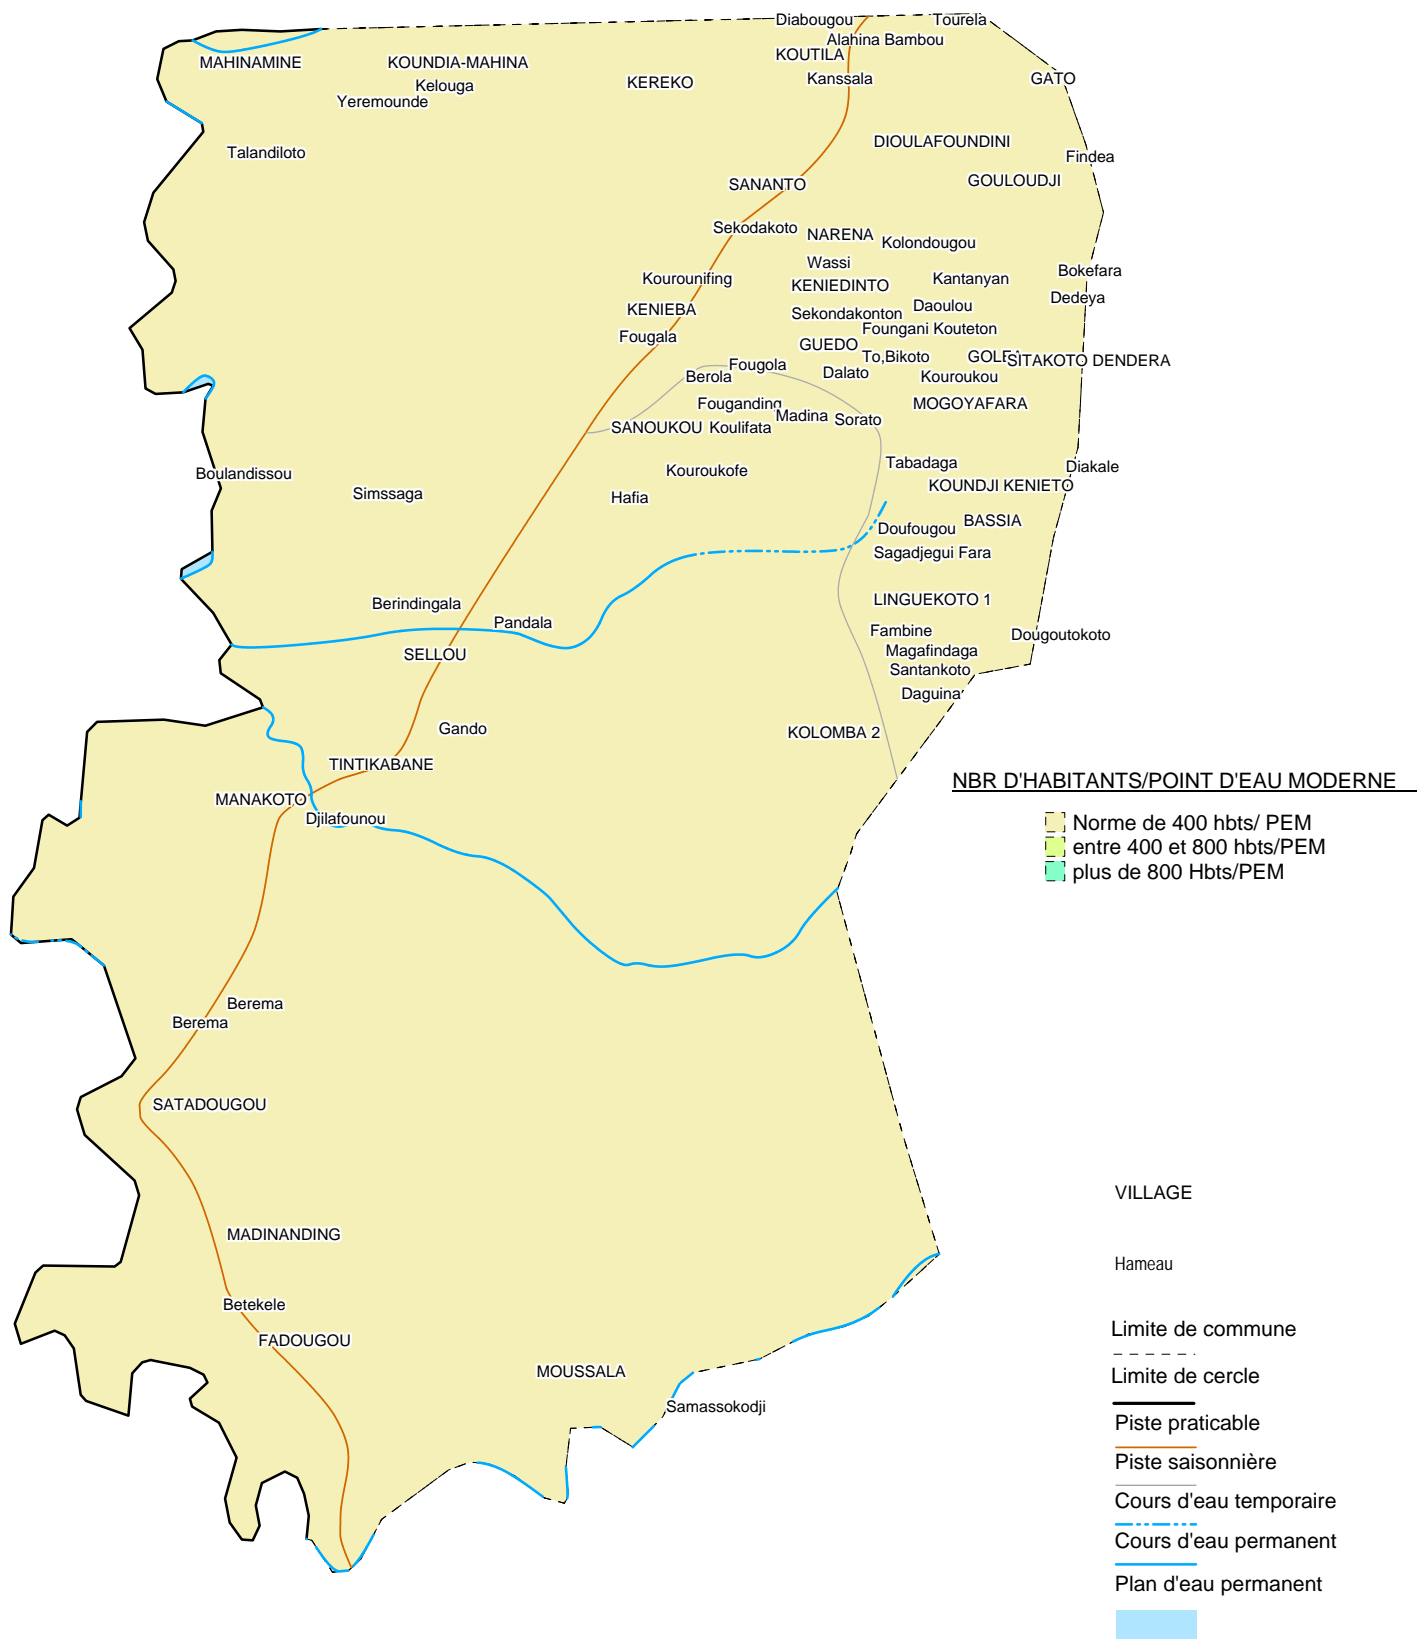 Diabougou
Tourela
Alahina Bambou
KOUTILA
MAHINAMINE
KOUNDIA-MAHINA
Kelouga
KEREKO
Kanssala
GATO
Yeremounde
DIOULAFOUNDINI
Talandiloto
Findea
SANANTO
GOULOUDJI
Sekodakoto
NARENA
Kolondougou
Wassi
Bokefara
Kourounifing
KENIEDINTO
Kantanyan
Dedeya
KENIEBA
Sekondakonton
Daoulou
Foungani Kouteton
Fougala
GUEDO
To,Bikoto
SITAKOTO DENDERA
Fougola
Dalato
Berola
Kouroukou
Fouganding
MOGOYAFARA
Madina
Sorato
SANOUKOU
Koulifata
Tabadaga
Diakale
Boulandissou
Kouroukofe
KOUNDJI KENIETO
Simssaga
Hafia
BASSIA
Doufougou
Sagadjegui Fara
Berindingala
LINGUEKOTO 1
Pandala
Fambine
Dougoutokoto
SELLOU
Magafindaga
Santankoto
Daguina
Gando
KOLOMBA 2
TINTIKABANE
MANAKOTO
Djilafounou
NBR D'HABITANTS/POINT D'EAU MODERNE
Norme de 400 hbts/ PEM
entre 400 et 800 hbts/PEM
plus de 800 Hbts/PEM
Berema
Berema
SATADOUGOU
MADINANDING
Betekele
FADOUGOU
MOUSSALA
Samassokodji
VILLAGE
Hameau
Limite de commune
Limite de cercle
Piste praticable
Piste saisonnière
Cours d'eau temporaire
Cours d'eau permanent
Plan d'eau permanent